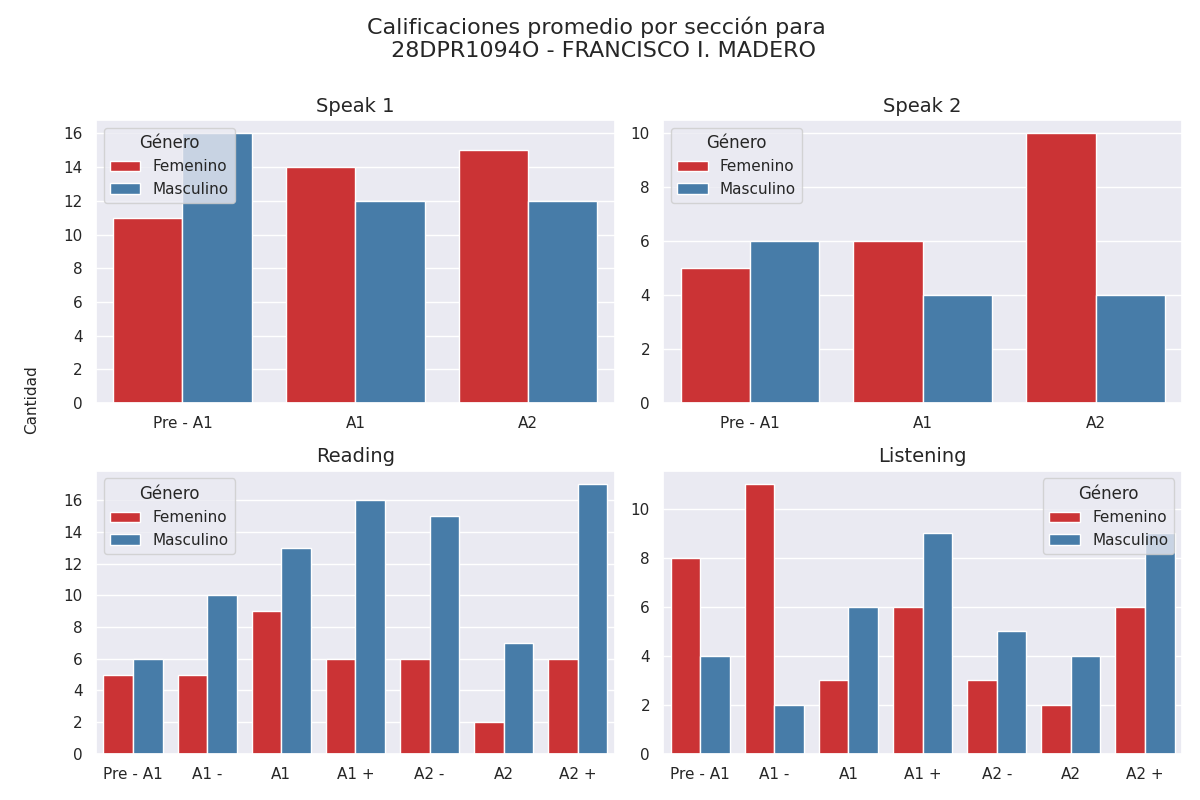 Calificaciones promedio por sección para
28DPR1094O - FRANCISCO I. MADERO
Cantidad
Speak 1
16
14
12
10
8
6
4
2
0
Género
Femenino
Masculino
Pre - A1
A1
A2
Speak 2
10
8
6
4
2
0
Género
Femenino
Masculino
Pre - A1
A1
A2
Reading
16
14
12
10
8
6
4
2
0
Género
Femenino
Masculino
Pre - A1
A1 -
A1
A1 +
A2 -
A2
A2 +
Listening
10
8
6
4
2
0
Género
Femenino
Masculino
Pre - A1
A1 -
A1
A1 +
A2 -
A2
A2 +